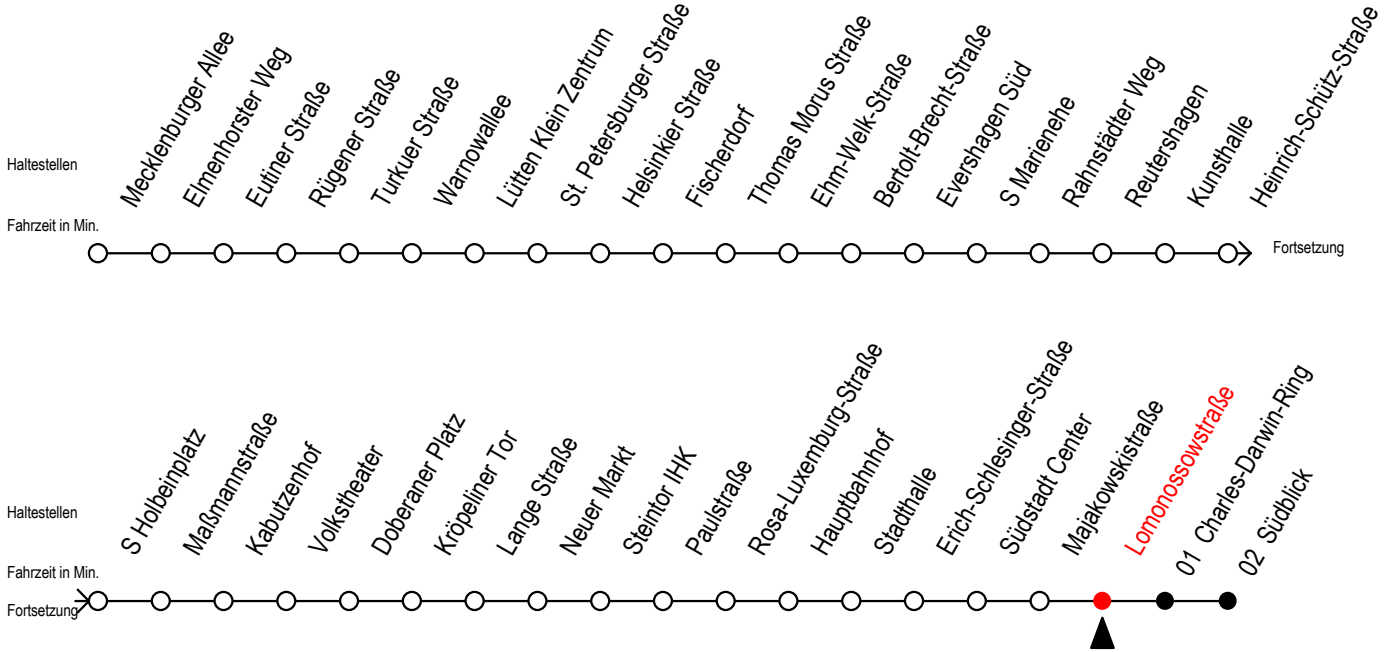 Haltestellen
Mecklenburger Allee
Elmenhorster Weg
Eutiner Straße
Rügener Straße
Turkuer Straße
Warnowallee
Lütten Klein Zentrum
St. Petersburger Straße
Helsinkier Straße
Fischerdorf
Thomas Morus Straße
Ehm-Welk-Straße
Bertolt-Brecht-Straße
Evershagen Süd
S Marienehe
Rahnstädter Weg
Reutershagen
Kunsthalle
Heinrich-Schütz-Straße
Fahrzeit in Min.
Fortsetzung
Haltestellen
S Holbeinplatz
Maßmannstraße
Kabutzenhof
Volkstheater
Doberaner Platz
Kröpeliner Tor
Lange Straße
Neuer Markt
Steintor IHK
Paulstraße
Rosa-Luxemburg-Straße
Hauptbahnhof
Stadthalle
Erich-Schlesinger-Straße
Südstadt Center
Majakowskistraße
Lomonossowstraße
01 Charles-Darwin-Ring
02 Südblick
Fahrzeit in Min.
Fortsetzung